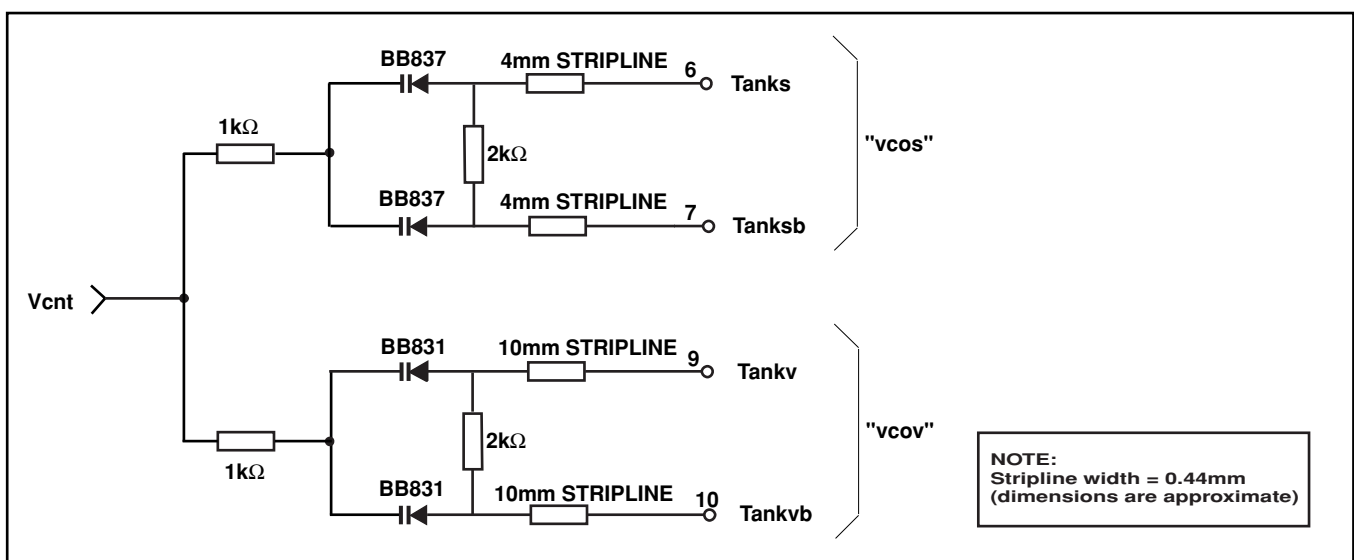 BB837
4mm STRIPLINE
6
Tanks
1kΩ
2kΩ
"vcos"
BB837
4mm STRIPLINE
7
Tanksb
Vcnt
BB831
10mm STRIPLINE
9
Tankv
2kΩ
"vcov"
1kΩ
BB831
10mm STRIPLINE
10
Tankvb
NOTE:
Stripline width = 0.44mm
(dimensions are approximate)